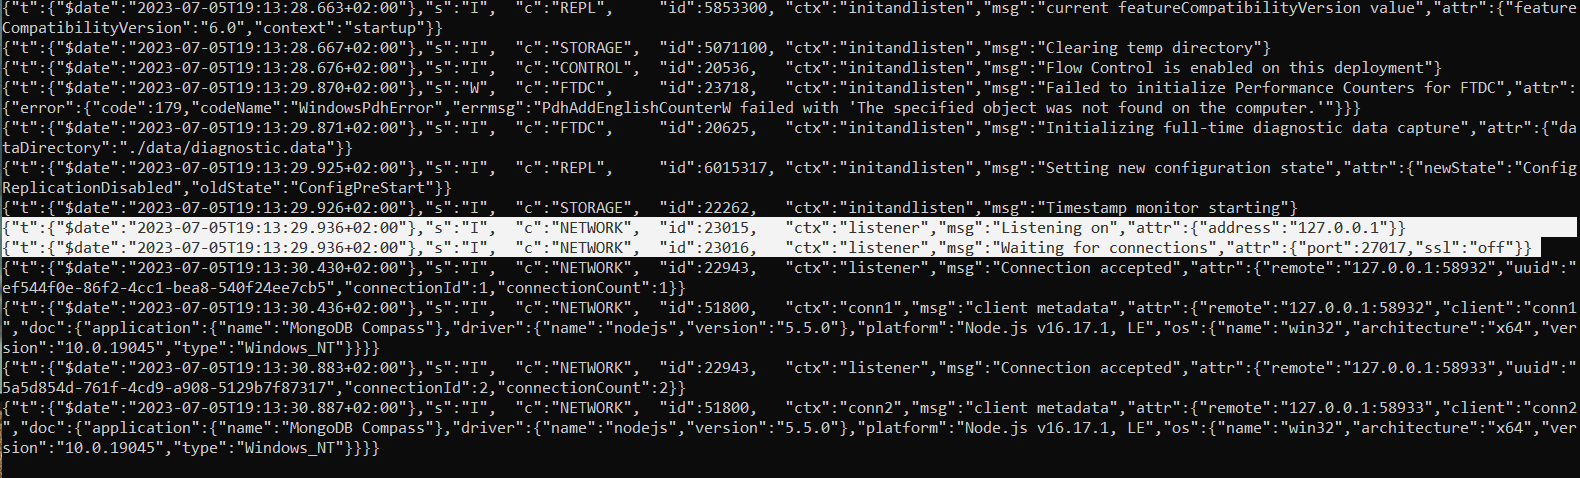 {"t":{"$date":"2023-07-05T19:13:28.663+02:00"},"s":"I",  "c":"REPL",     "id":5853300, "ctx":"initandlisten","msg":"current featureCompatibilityVersion value","attr":{"feature
CompatibilityVersion":"6.0","context":"startup"}}
{"t":{"$date":"2023-07-05T19:13:28.667+02:00"},"s":"I",  "c":"STORAGE",  "id":5071100, "ctx":"initandlisten","msg":"Clearing temp directory"}
{"t":{"$date":"2023-07-05T19:13:28.676+02:00"},"s":"I",  "c":"CONTROL",  "id":20536,   "ctx":"initandlisten","msg":"Flow Control is enabled on this deployment"}
{"t":{"$date":"2023-07-05T19:13:29.870+02:00"},"s":"W",  "c":"FTDC",     "id":23718,   "ctx":"initandlisten","msg":"Failed to initialize Performance Counters for FTDC","attr":
{"error":{"code":179,"codeName":"WindowsPdhError","errmsg":"PdhAddEnglishCounterW failed with 'The specified object was not found on the computer.'"}}}
{"t":{"$date":"2023-07-05T19:13:29.871+02:00"},"s":"I",  "c":"FTDC",     "id":20625,   "ctx":"initandlisten","msg":"Initializing full-time diagnostic data capture","attr":{"da
taDirectory":"./data/diagnostic.data"}}
{"t":{"$date":"2023-07-05T19:13:29.925+02:00"},"s":"I",  "c":"REPL",     "id":6015317, "ctx":"initandlisten","msg":"Setting new configuration state","attr":{"newState":"Config
ReplicationDisabled","oldState":"ConfigPreStart"}}
{"t":{"$date":"2023-07-05T19:13:29.926+02:00"},"s":"I",  "c":"STORAGE",  "id":22262,   "ctx":"initandlisten","msg":"Timestamp monitor starting"}
{"t":{"$date":"2023-07-05T19:13:29.936+02:00"},"s":"I",  "c":"NETWORK",  "id":23015,   "ctx":"listener","msg":"Listening on","attr":{"address":"127.0.0.1"}}
{"t":{"$date":"2023-07-05T19:13:29.936+02:00"},"s":"I",  "c":"NETWORK",  "id":23016,   "ctx":"listener","msg":"Waiting for connections","attr":{"port":27017,"ssl":"off"}}
{"t":{"$date":"2023-07-05T19:13:30.430+02:00"},"s":"I",  "c":"NETWORK",  "id":22943,   "ctx":"listener","msg":"Connection accepted","attr":{"remote":"127.0.0.1:58932","uuid":"
ef544f0e-86f2-4cc1-bea8-540f24ee7cb5","connectionId":1,"connectionCount":1}}
{"t":{"$date":"2023-07-05T19:13:30.436+02:00"},"s":"I",  "c":"NETWORK",  "id":51800,   "ctx":"conn1","msg":"client metadata","attr":{"remote":"127.0.0.1:58932","client":"conn1
","doc":{"application":{"name":"MongoDB Compass"},"driver":{"name":"nodejs","version":"5.5.0"},"platform":"Node.js v16.17.1, LE","os":{"name":"win32","architecture":"x64","ver
sion":"10.0.19045","type":"Windows_NT"}}}}
{"t":{"$date":"2023-07-05T19:13:30.883+02:00"},"s":"I",  "c":"NETWORK",  "id":22943,   "ctx":"listener","msg":"Connection accepted","attr":{"remote":"127.0.0.1:58933","uuid":"
5a5d854d-761f-4cd9-a908-5129b7f87317","connectionId":2,"connectionCount":2}}
{"t":{"$date":"2023-07-05T19:13:30.887+02:00"},"s":"I",  "c":"NETWORK",  "id":51800,   "ctx":"conn2","msg":"client metadata","attr":{"remote":"127.0.0.1:58933","client":"conn2
","doc":{"application":{"name":"MongoDB Compass"},"driver":{"name":"nodejs","version":"5.5.0"},"platform":"Node.js v16.17.1, LE","os":{"name":"win32","architecture":"x64","ver
sion":"10.0.19045","type":"Windows_NT"}}}}